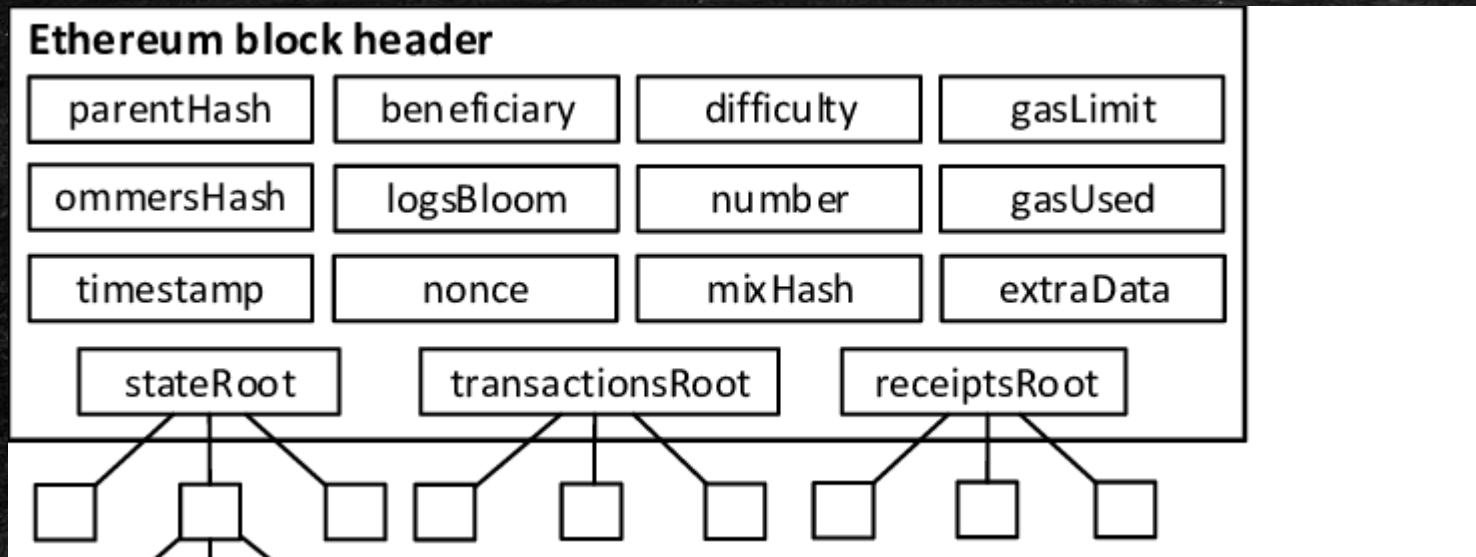 Ethereum block header
parentHash beneficiary difficulty gasLimit
ommersHash logsBloom number gasUsed
timestamp nonce mixHash extraData
stateRoot transactionsRoot receiptsRoot